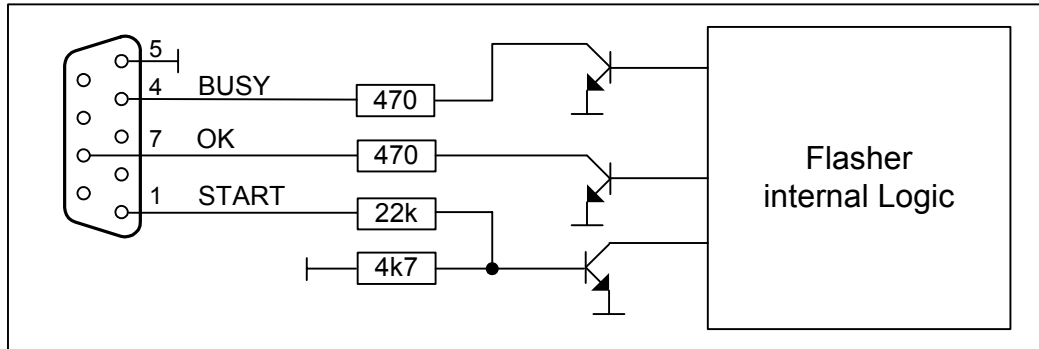 5
4 BUSY
470
7 OK
470
1 START
22k
4k7
Flasher
internal Logic